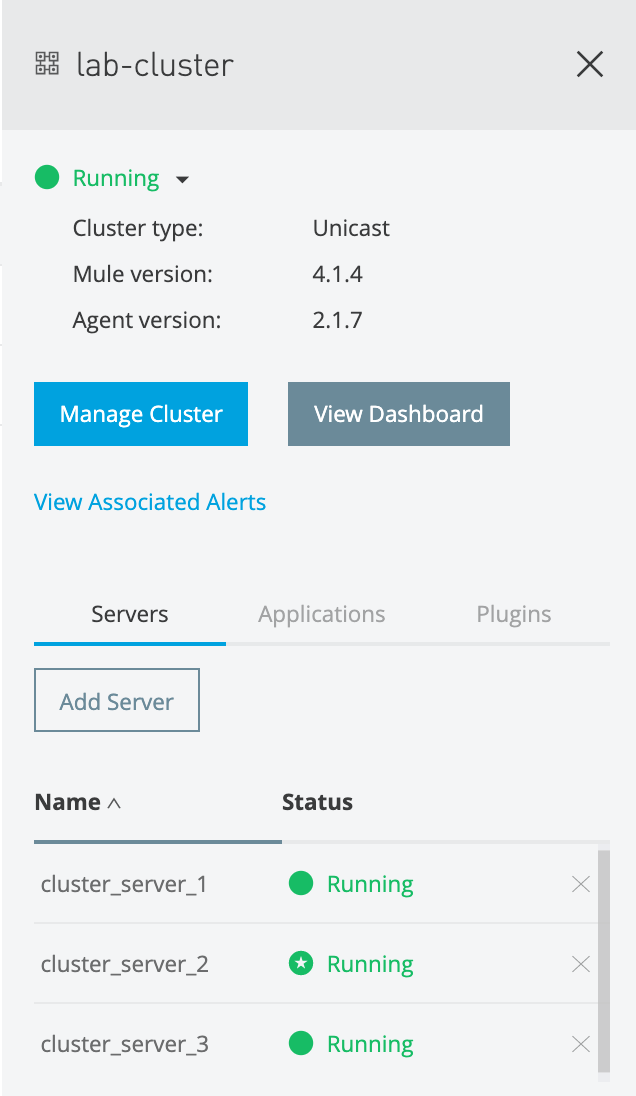 lab-cluster
Running
Cluster type: Unicast
Mule version: 4.1.4
Agent version: 2.1.7
Manage Cluster View Dashboard
View Associated Alerts
Servers Applications Plugins
Add Server
Name Status
cluster_server_1 Running
cluster_server_2 Running
cluster_server_3 Running